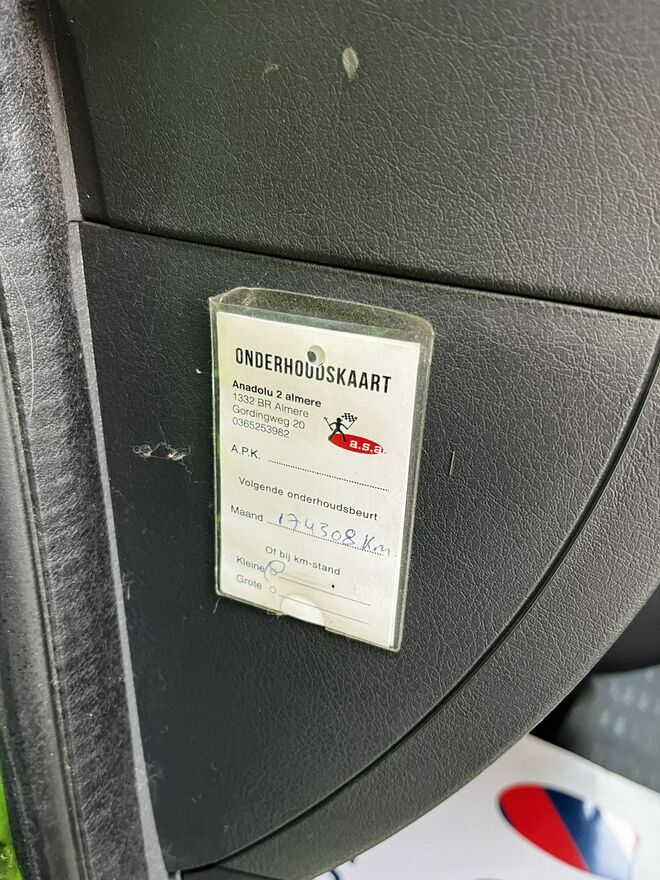 ONDERHOUDSKAART
Anadolu 2 almere
1332 BR Almere
Gordingweg 20
0365253982
a.s.a.
A.P.K.
Volgende onderhoudsbeurt
Maand 174308 Km
Of bij km-stand
Kleine
Grote